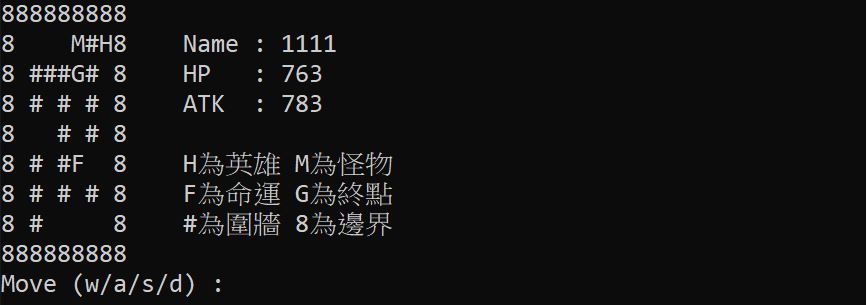 888888888
8    M#H8    Name : 1111
8 ###G# 8    HP   : 763
8 # # # 8    ATK  : 783
8   # # 8
8 # #F  8    H為英雄 M為怪物
8 # # # 8    F為命運 G為終點
8 #     8    #為圍牆 8為邊界
888888888
Move (w/a/s/d) :